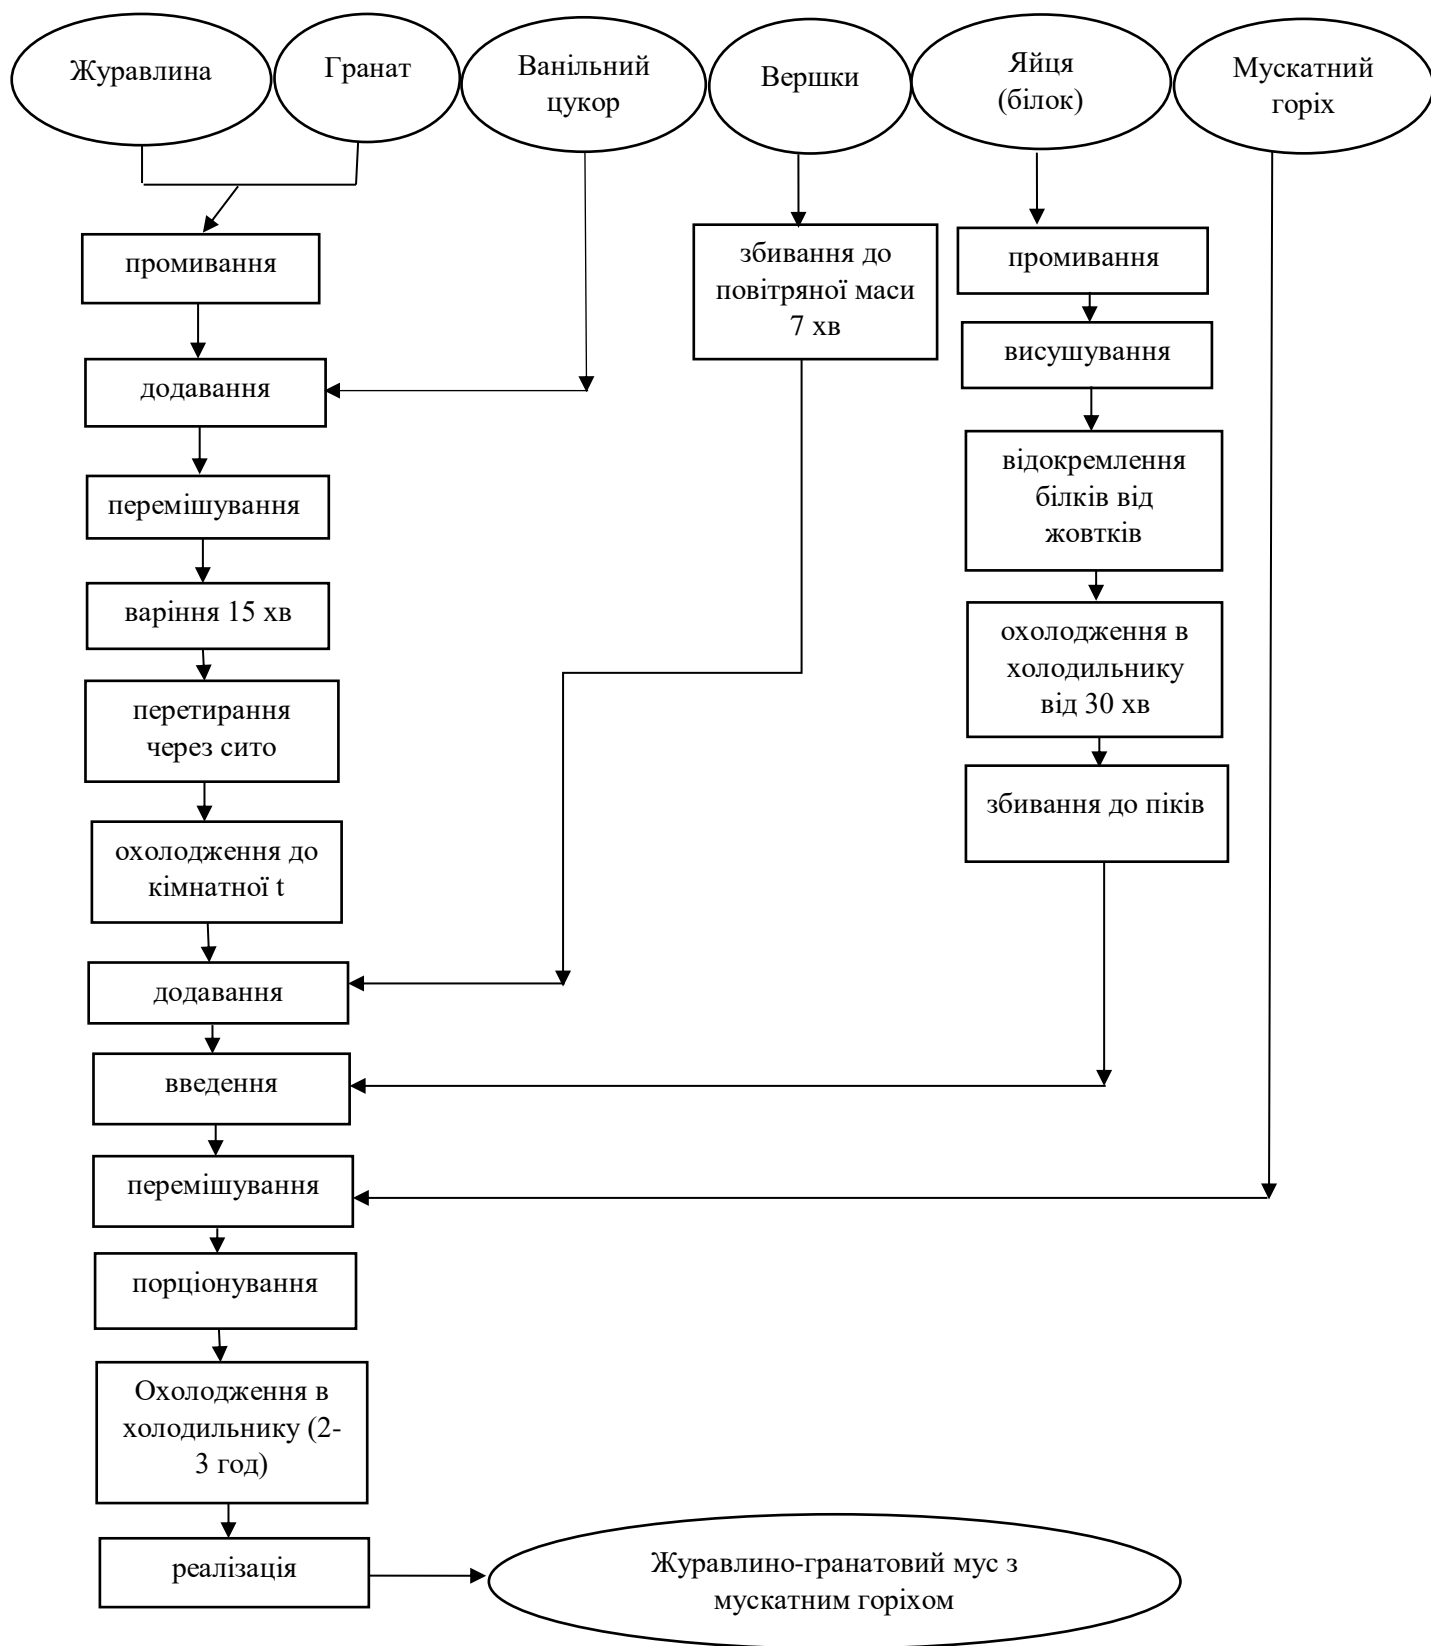 Журавлина
Гранат
Ванільний
цукор
Вершки
Яйця
(білок)
Мускатний
горіх
промивання
збивання до
повітряної маси
7 хв
промивання
висушування
додавання
відокремлення
білків від
жовтків
перемішування
варіння 15 хв
охолодження в
холодильнику
від 30 хв
перетирання
через сито
збивання до піків
охолодження до
кімнатної t
додавання
введення
перемішування
порціонування
Охолодження в
холодильнику (2-
3 год)
реалізація
Журавлино-гранатовий мус з
мускатним горіхом